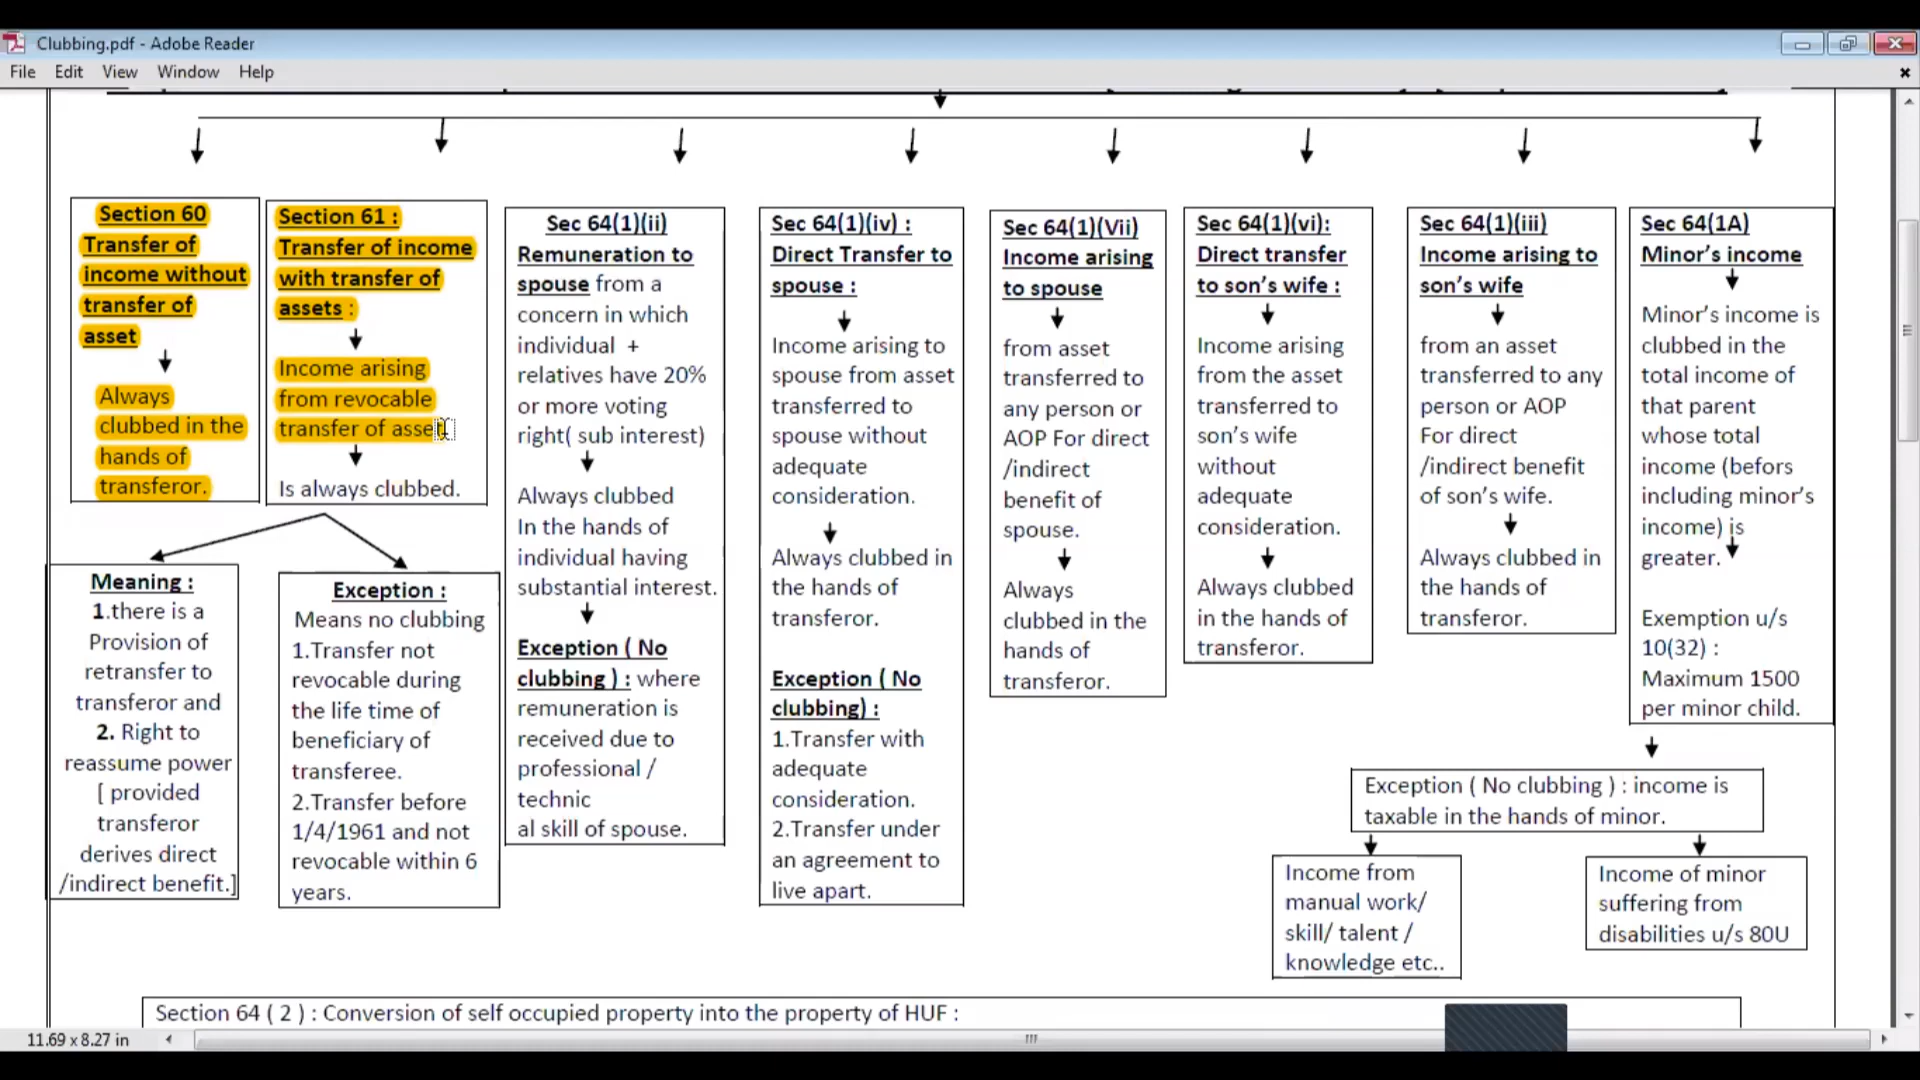 Clubbing.pdf - Adobe Reader
File Edit View Window Help
Section 60
Transfer of
income without
transfer of
asset
Always
clubbed in the
hands of
transferor.
Section 61 :
Transfer of income
with transfer of
assets :
Income arising
from revocable
transfer of asset
Is always clubbed.
Meaning :
1.there is a
Provision of
retransfer to
transferor and
2. Right to
reassume power
[ provided
transferor
derives direct
/indirect benefit.]
Exception :
Means no clubbing
1.Transfer not
revocable during
the life time of
beneficiary of
transferee.
2.Transfer before
1/4/1961 and not
revocable within 6
years.
Sec 64(1)(ii)
Remuneration to
spouse from a
concern in which
individual +
relatives have 20%
or more voting
right( sub interest)
Always clubbed
In the hands of
individual having
substantial interest.
Exception ( No
clubbing ) : where
remuneration is
received due to
professional /
technic
al skill of spouse.
Sec 64(1)(iv) :
Direct Transfer to
spouse :
Income arising to
spouse from asset
transferred to
spouse without
adequate
consideration.
Always clubbed in
the hands of
transferor.
Exception ( No
clubbing) :
1.Transfer with
adequate
consideration.
2.Transfer under
an agreement to
live apart.
Sec 64(1)(Vii)
Income arising
to spouse
from asset
transferred to
any person or
AOP For direct
/indirect
benefit of
spouse.
Always
clubbed in the
hands of
transferor.
Sec 64(1)(vi):
Direct transfer
to son’s wife :
Income arising
from the asset
transferred to
son’s wife
without
adequate
consideration.
Always clubbed
in the hands of
transferor.
Sec 64(1)(iii)
Income arising to
son’s wife
from an asset
transferred to any
person or AOP
For direct
/indirect benefit
of son’s wife.
Always clubbed in
the hands of
transferor.
Sec 64(1A)
Minor’s income
Minor’s income is
clubbed in the
total income of
that parent
whose total
income (befors
including minor’s
income) is
greater.
Exemption u/s
10(32) :
Maximum 1500
per minor child.
Exception ( No clubbing ) : income is
taxable in the hands of minor.
Income from
manual work/
skill/ talent /
knowledge etc..
Income of minor
suffering from
disabilities u/s 80U
Section 64 ( 2 ) : Conversion of self occupied property into the property of HUF :
11.69 x 8.27 in